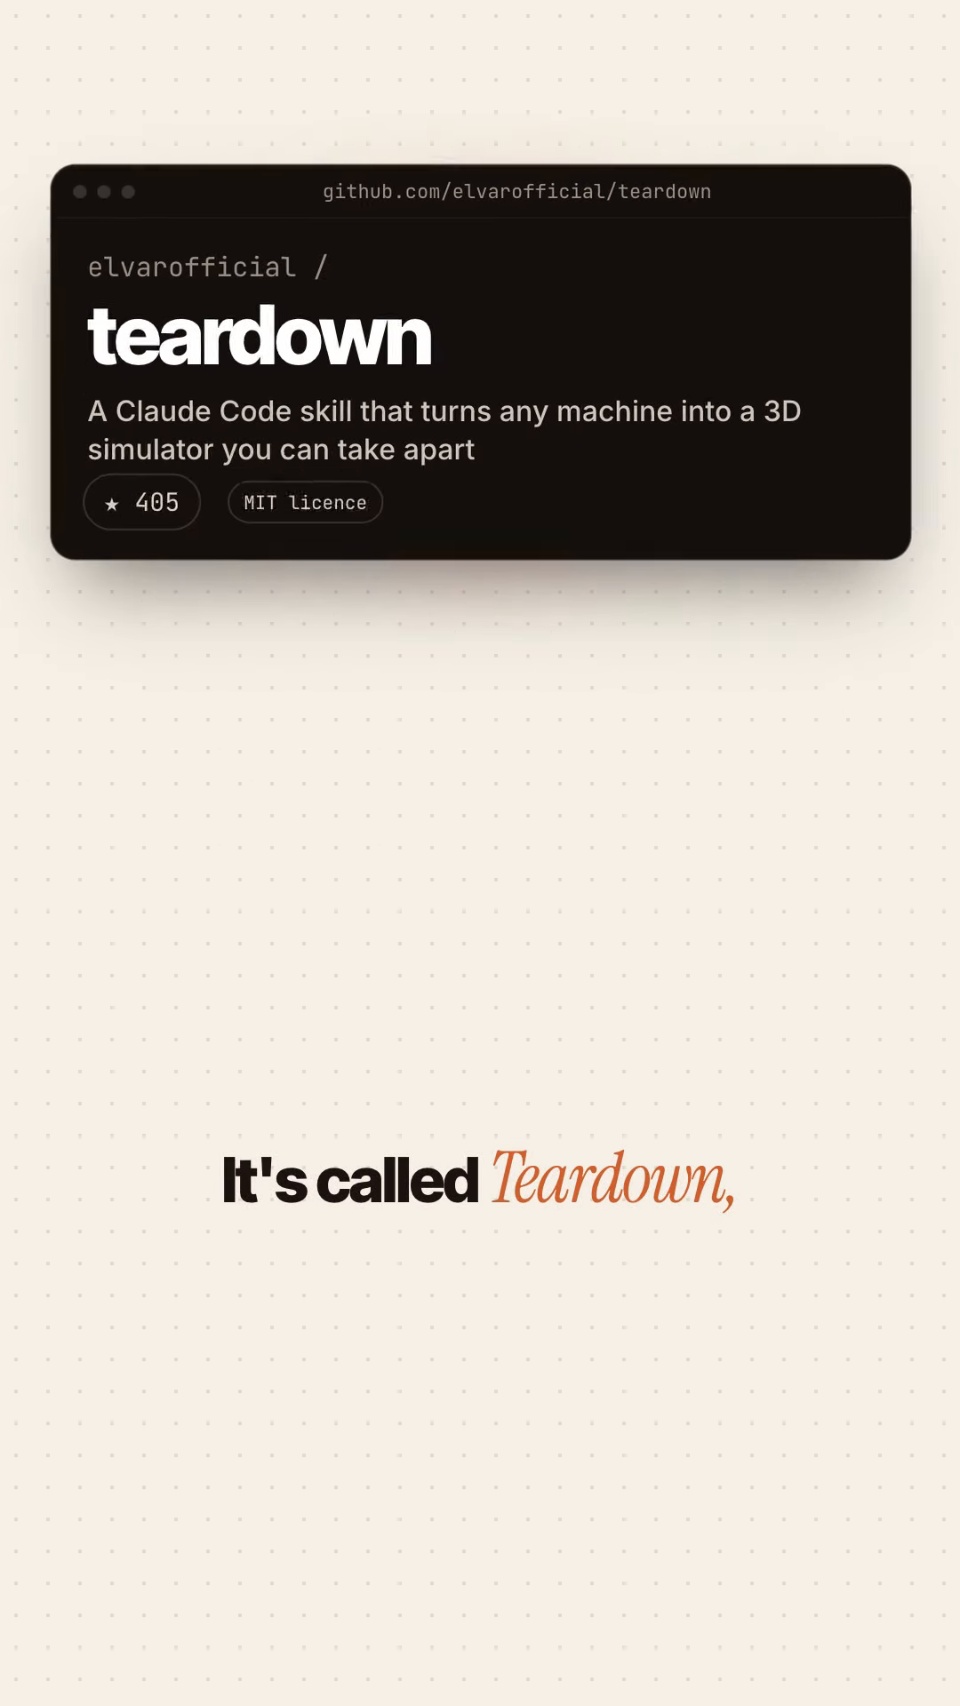 github.com/elvarofficial/teardown
elvarofficial /
teardown
A Claude Code skill that turns any machine into a 3D
simulator you can take apart
★ 405 MIT licence
It's called Teardown,